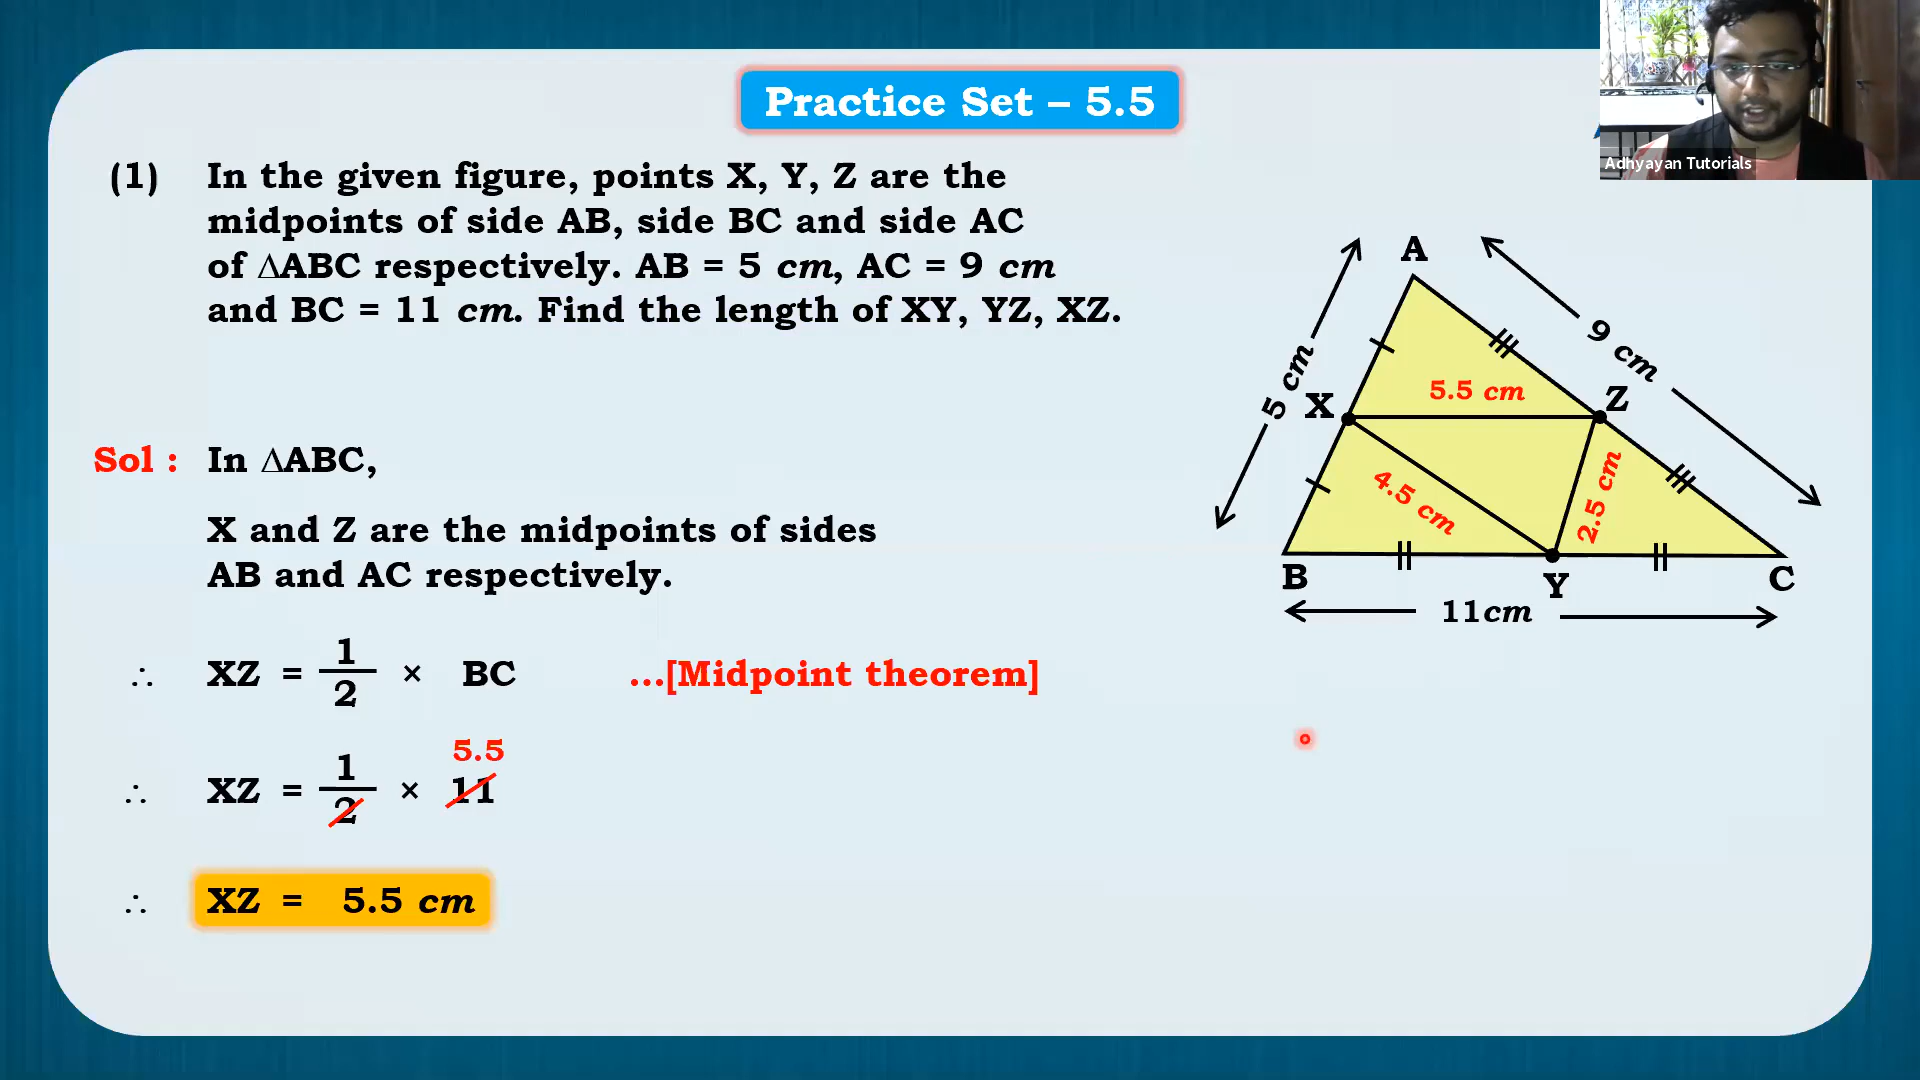 Practice Set – 5.5
Adhyayan Tutorials
(1) In the given figure, points X, Y, Z are the
midpoints of side AB, side BC and side AC
of ∆ABC respectively. AB = 5 cm, AC = 9 cm
and BC = 11 cm. Find the length of XY, YZ, XZ.
A
9 cm
5 cm
X
5.5 cm
Z
4.5 cm
2.5 cm
B
Y
C
11cm
Sol : In ∆ABC,
X and Z are the midpoints of sides
AB and AC respectively.
∴ XZ = 1/2 × BC ...[Midpoint theorem]
5.5
∴ XZ = 1/2 × 11
∴ XZ = 5.5 cm